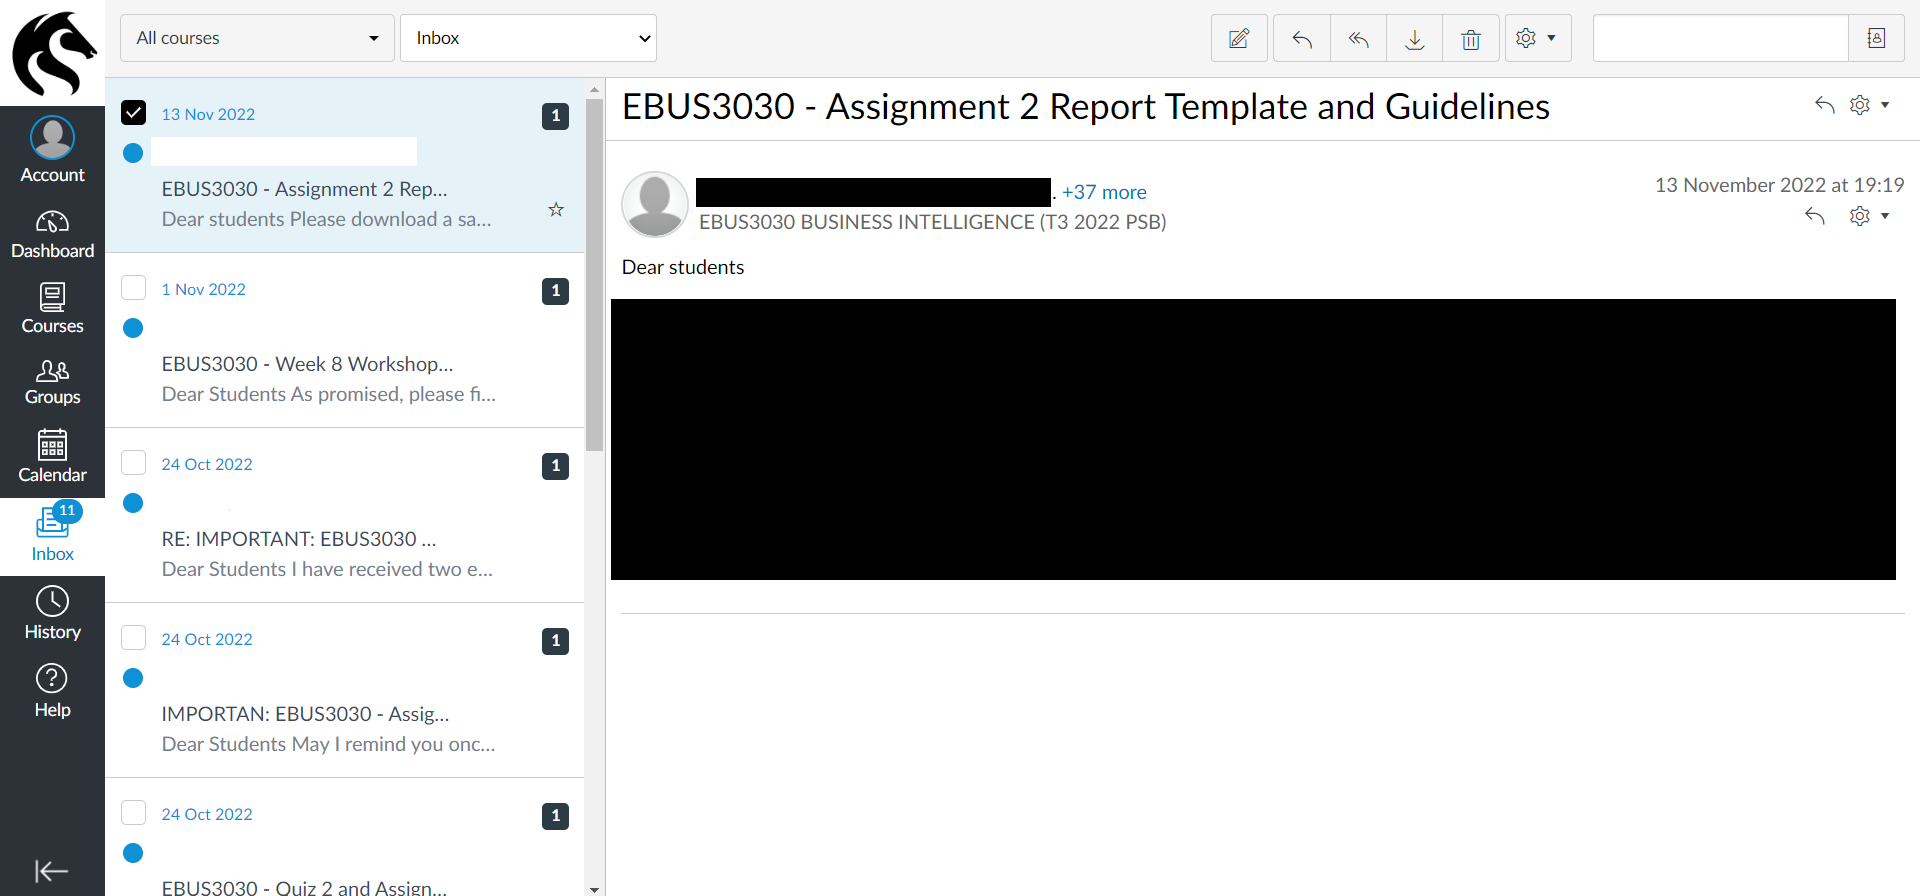 All courses
Inbox
Account
Dashboard
Courses
Groups
Calendar
11
Inbox
History
Help
13 Nov 2022
1
EBUS3030 - Assignment 2 Rep...
Dear students Please download a sa...
1 Nov 2022
1
EBUS3030 - Week 8 Workshop...
Dear Students As promised, please fi...
24 Oct 2022
1
RE: IMPORTANT: EBUS3030 ...
Dear Students I have received two e...
24 Oct 2022
1
IMPORTAN: EBUS3030 - Assig...
Dear Students May I remind you onc...
24 Oct 2022
1
EBUS3030 - Quiz 2 and Assign...
EBUS3030 - Assignment 2 Report Template and Guidelines
. +37 more
13 November 2022 at 19:19
EBUS3030 BUSINESS INTELLIGENCE (T3 2022 PSB)
Dear students